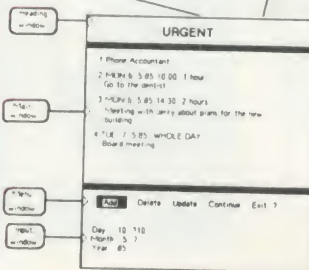 Heading
window
URGENT
1 Phone Accountant
2 MON 6 5.85 10.00 1 hour
Go to the dentist
3 MON 6 5.85 14.30 2 hours
Meeting with Jerry about plans for the new
building
4 TUE 7 5.85 WHOLE DAY
Board meeting
Main
window
Menu
window
Add Delete Update Continue Exit ?
Input
window
Day 10 ?10
Month 5 ?
Year 85